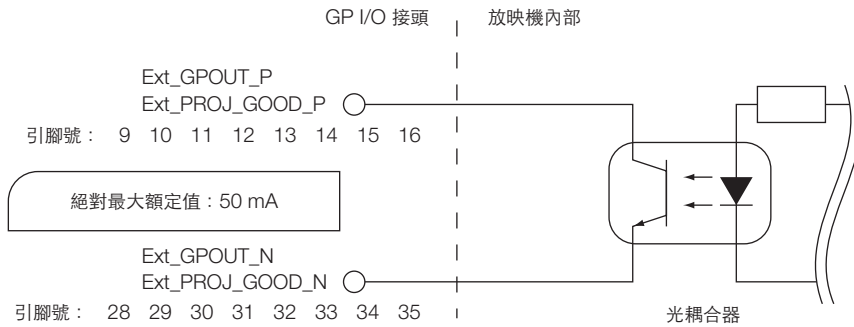 GP I/O 接頭 放映機內部
Ext_GPOUT_P
Ext_PROJ_GOOD_P
引腳號： 9 10 11 12 13 14 15 16
絕對最大額定值：50 mA
Ext_GPOUT_N
Ext_PROJ_GOOD_N
引腳號： 28 29 30 31 32 33 34 35
光耦合器